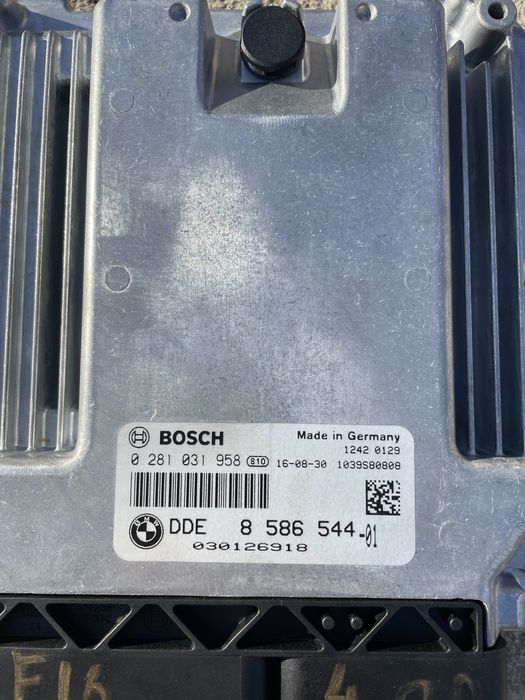 BOSCH Made in Germany
1242 0129
0 281 031 958 810 16-08-30 1039S80808
BMW DDE 8 586 544-01
030126918
F16